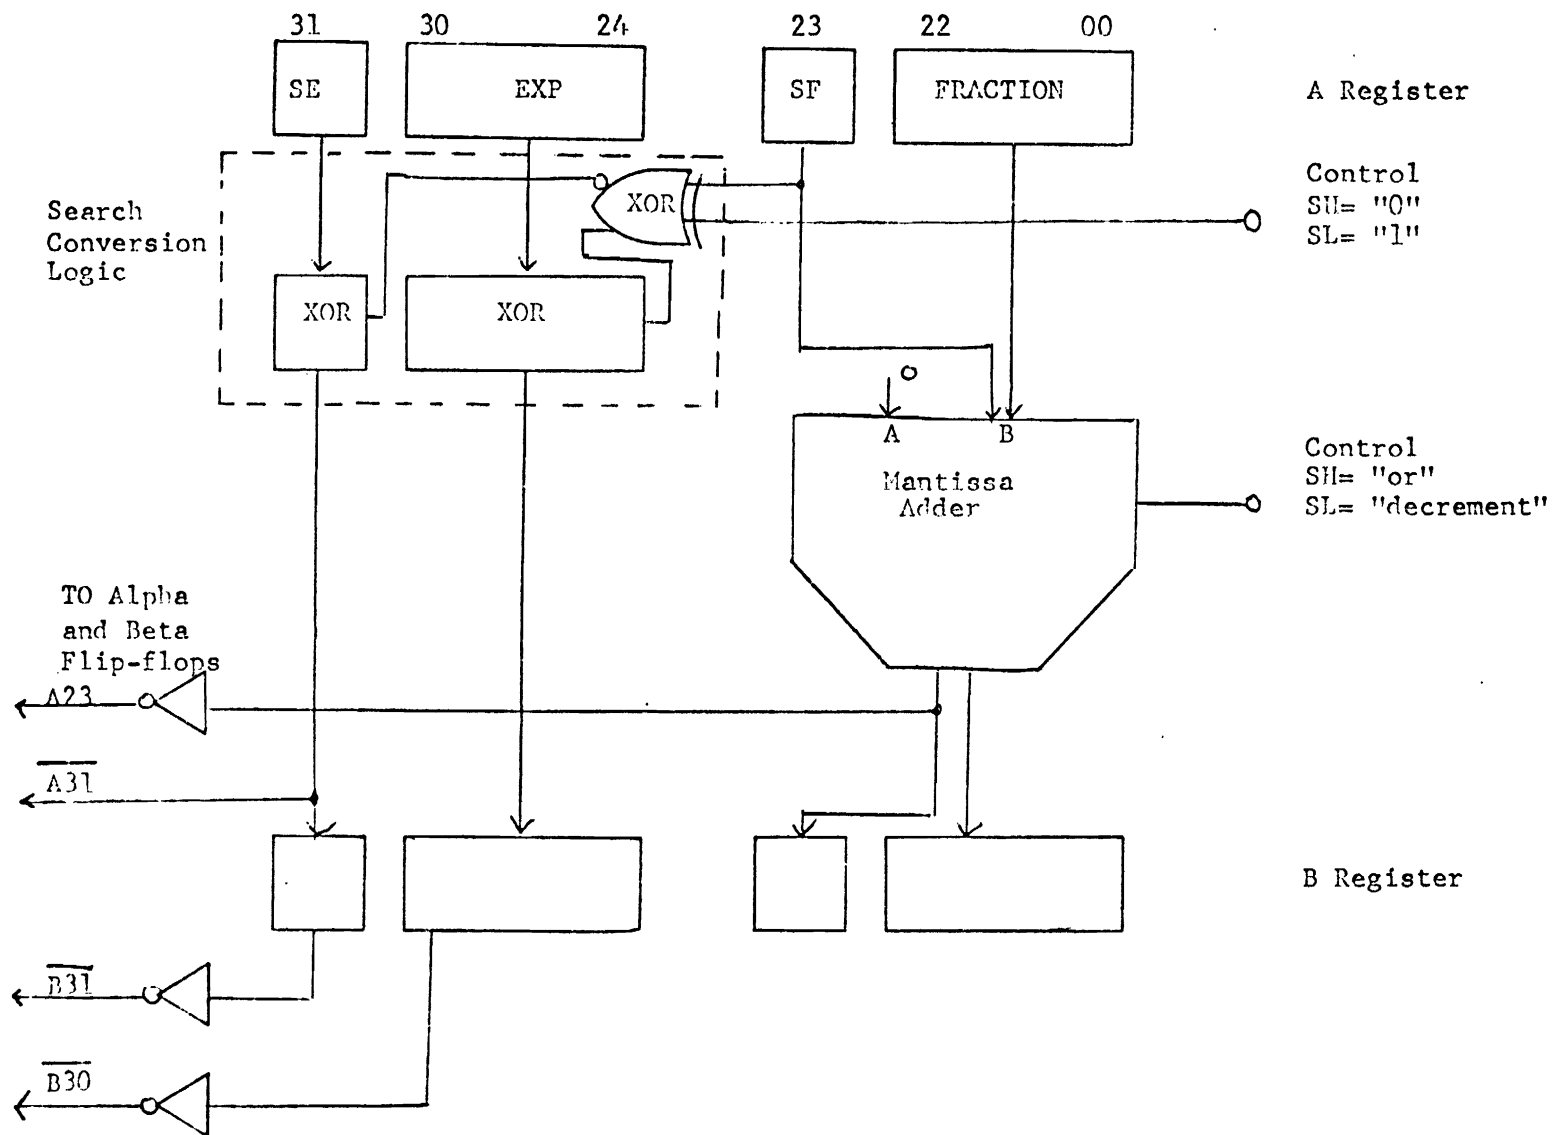 31 30 24 23 22 00
SE EXP SF FRACTION A Register
Control
SH= "0"
SL= "1"
XOR
Search
Conversion
Logic
XOR XOR
0
A B
Mantissa
Adder
Control
SH= "or"
SL= "decrement"
TO Alpha
and Beta
Flip-flops
A23
A31
B Register
B31
B30